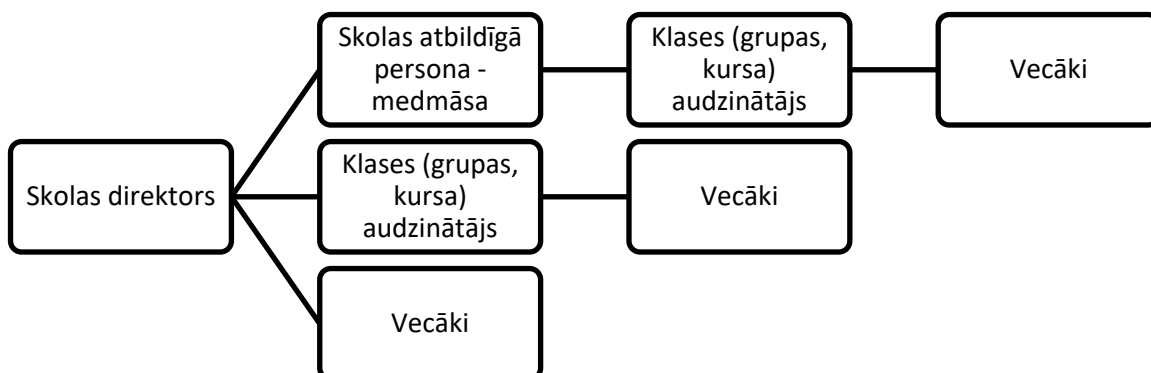 Skolas direktors
Skolas atbildīgā
persona -
medmāsa
Klases (grupas,
kursa)
audzinātājs
Vecāki
Klases (grupas,
kursa)
audzinātājs
Vecāki
Vecāki